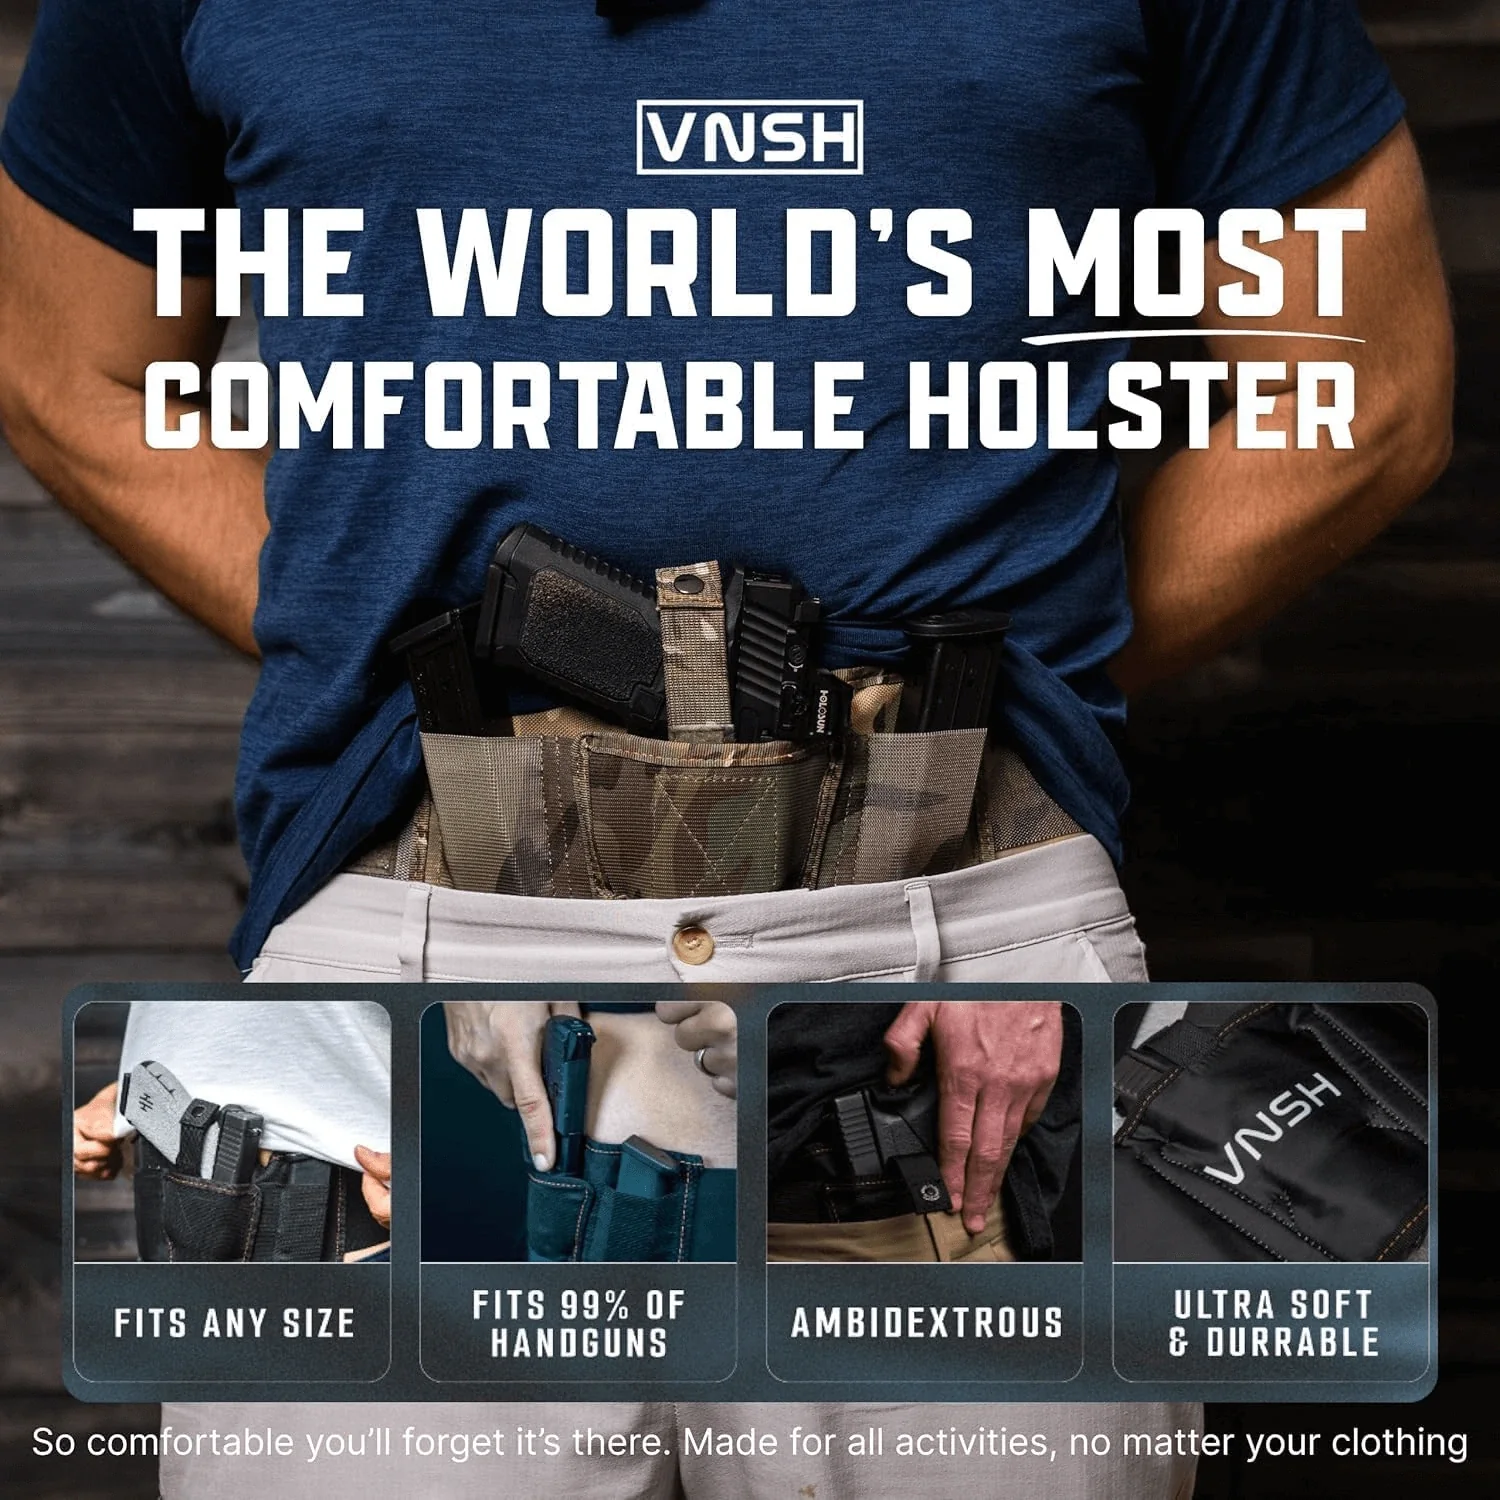 VNSH
THE WORLD'S MOST
COMFORTABLE HOLSTER
HOLOSUN
VNSH
FITS ANY SIZE
FITS 99% OF
HANDGUNS
AMBIDEXTROUS
ULTRA SOFT
& DURRABLE
So comfortable you'll forget it's there. Made for all activities, no matter your clothing